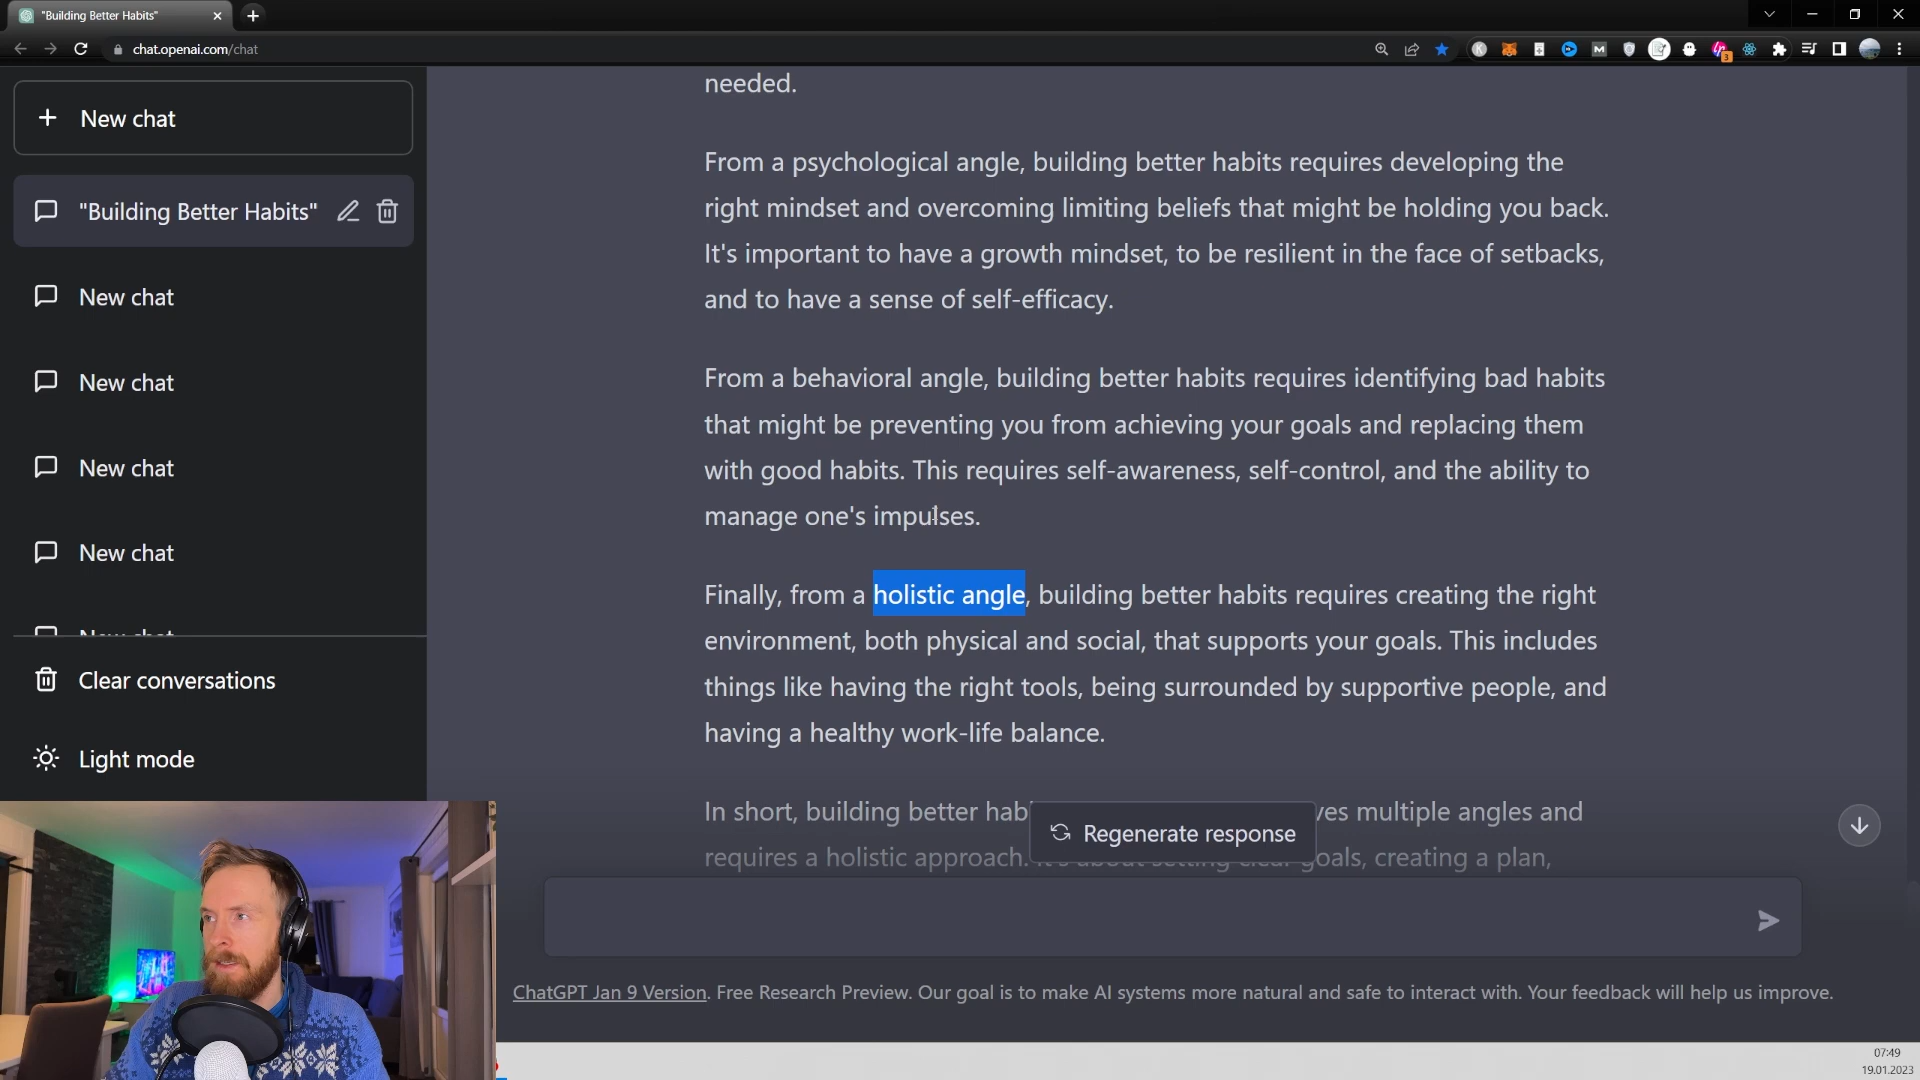 "Building Better Habits"
chat.openai.com/chat
3
New chat
"Building Better Habits"
New chat
New chat
New chat
New chat
New chat
Clear conversations
Light mode
needed.
From a psychological angle, building better habits requires developing the
right mindset and overcoming limiting beliefs that might be holding you back.
It's important to have a growth mindset, to be resilient in the face of setbacks,
and to have a sense of self-efficacy.
From a behavioral angle, building better habits requires identifying bad habits
that might be preventing you from achieving your goals and replacing them
with good habits. This requires self-awareness, self-control, and the ability to
manage one's impulses.
Finally, from a holistic angle, building better habits requires creating the right
environment, both physical and social, that supports your goals. This includes
things like having the right tools, being surrounded by supportive people, and
having a healthy work-life balance.
In short, building better habi ves multiple angles and
Regenerate response
requires a holistic approach. It's about setting clear goals, creating a plan,
ChatGPT Jan 9 Version. Free Research Preview. Our goal is to make AI systems more natural and safe to interact with. Your feedback will help us improve.
07:49
19.01.2023